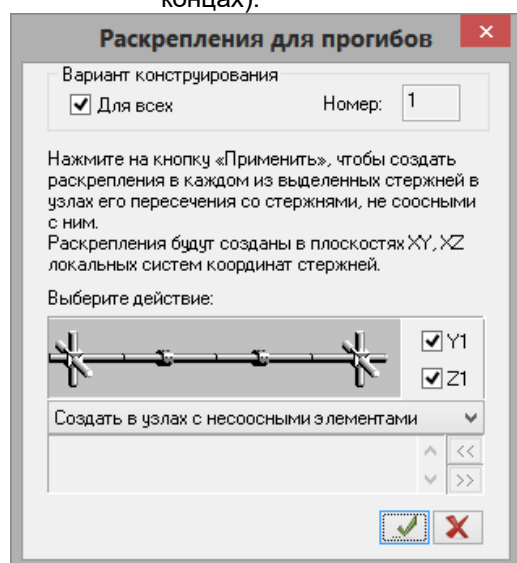 концах).
Раскрепления для прогибов
Вариант конструирования
Для всех
Номер: 1
Нажмите на кнопку «Применить», чтобы создать
раскрепления в каждом из выделенных стержней в
узлах его пересечения со стержнями, не соосными
с ним.
Раскрепления будут созданы в плоскостях XY, XZ
локальных систем координат стержней.
Выберите действие:
Y1
Z1
Создать в узлах с несоосными элементами
<<
>>